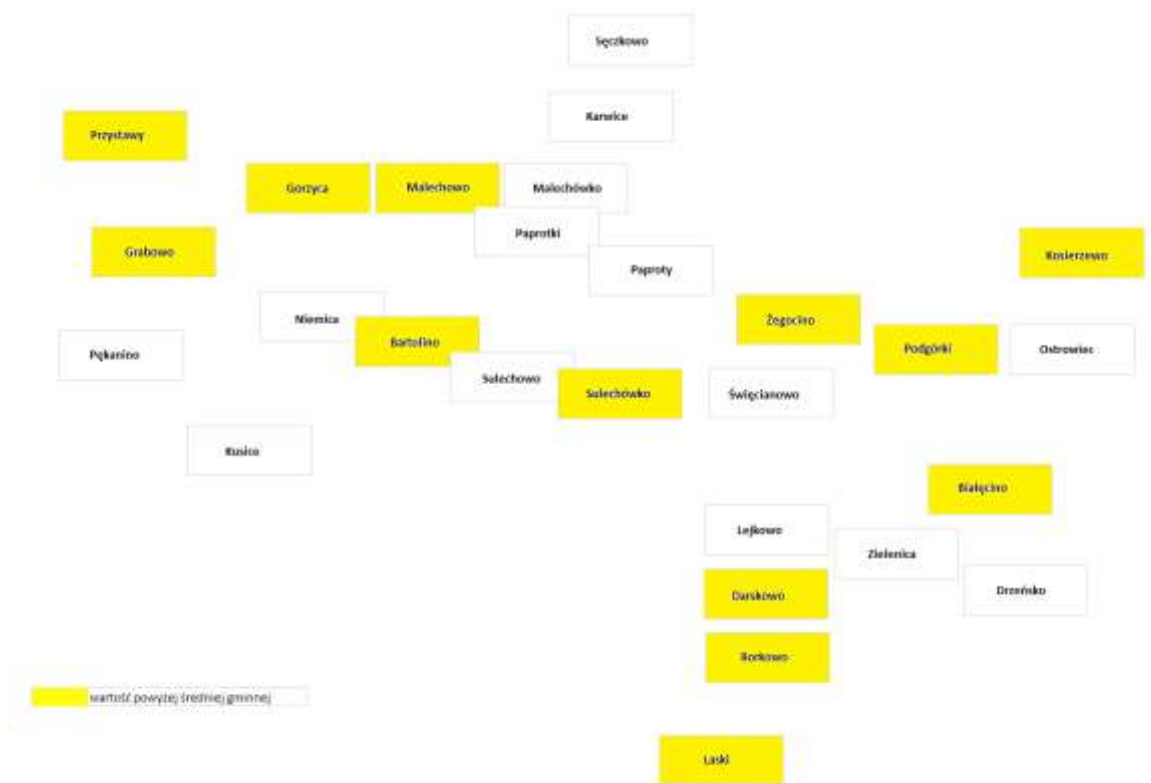 Sęczkowo
Karwice
Przystawy
Gorzyca
Malechowo
Malechówko
Paprotki
Grabowo
Paproty
Kosierzewo
Niemica
Żegocino
Bartolino
Podgórki
Ostrowiec
Pękanino
Sulechowo
Sulechówko
Święcianowo
Kusice
Białęcino
Lejkowo
Zielenica
Drzeńsko
Darskowo
Borkowo
wartość powyżej średniej gminnej
Laski